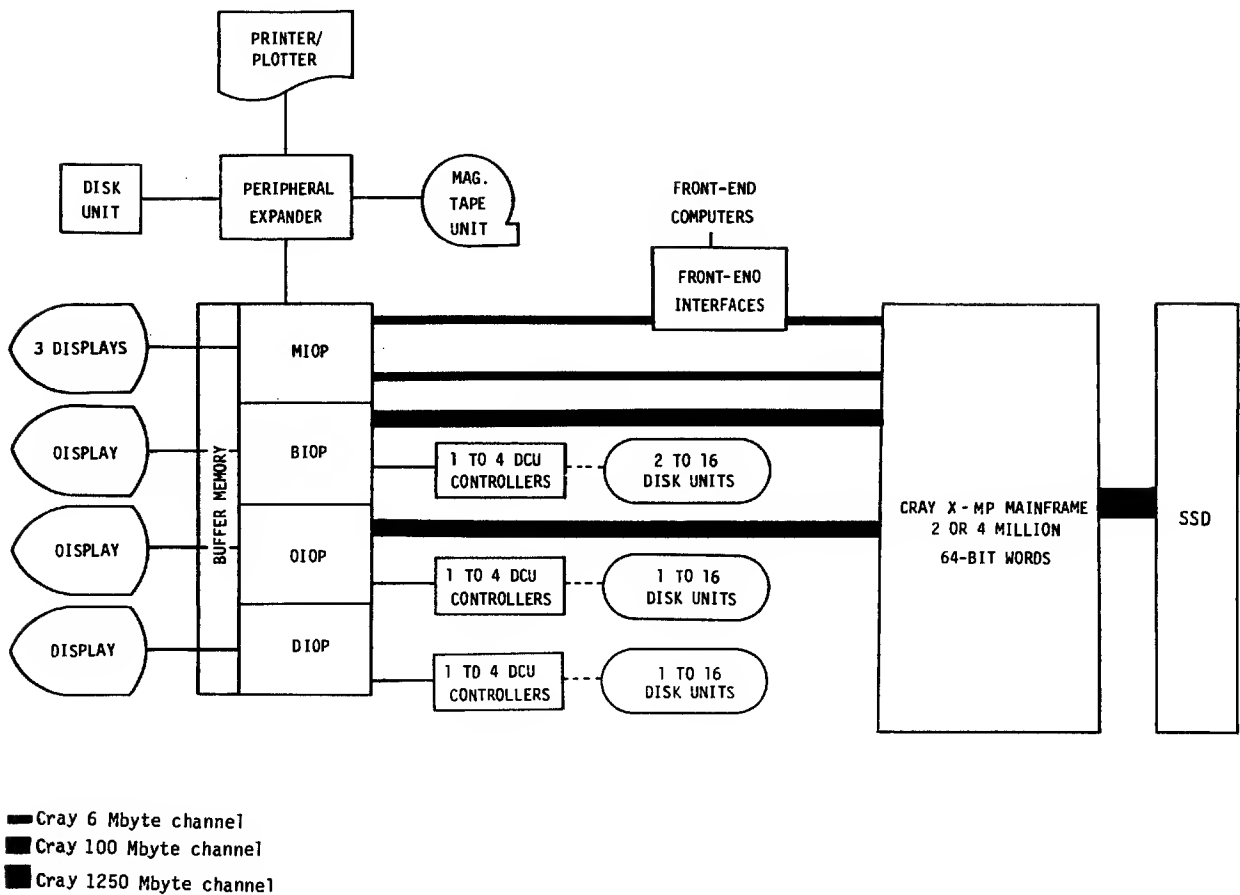 PRINTER/
PLOTTER
DISK
UNIT
PERIPHERAL
EXPANDER
MAG.
TAPE
UNIT
FRONT-END
COMPUTERS
FRONT-ENO
INTERFACES
3 DISPLAYS
OISPLAY
OISPLAY
DISPLAY
BUFFER MEMORY
MIOP
BIOP
OIOP
DIOP
1 TO 4 DCU
CONTROLLERS
2 TO 16
DISK UNITS
1 TO 4 DCU
CONTROLLERS
1 TO 16
DISK UNITS
1 TD 4 DCU
CONTROLLERS
1 TO 16
DISK UNITS
CRAY X-MP MAINFRAME
2 OR 4 MILLION
64-BIT WORDS
SSD
Cray 6 Mbyte channel
Cray 100 Mbyte channel
Cray 1250 Mbyte channel